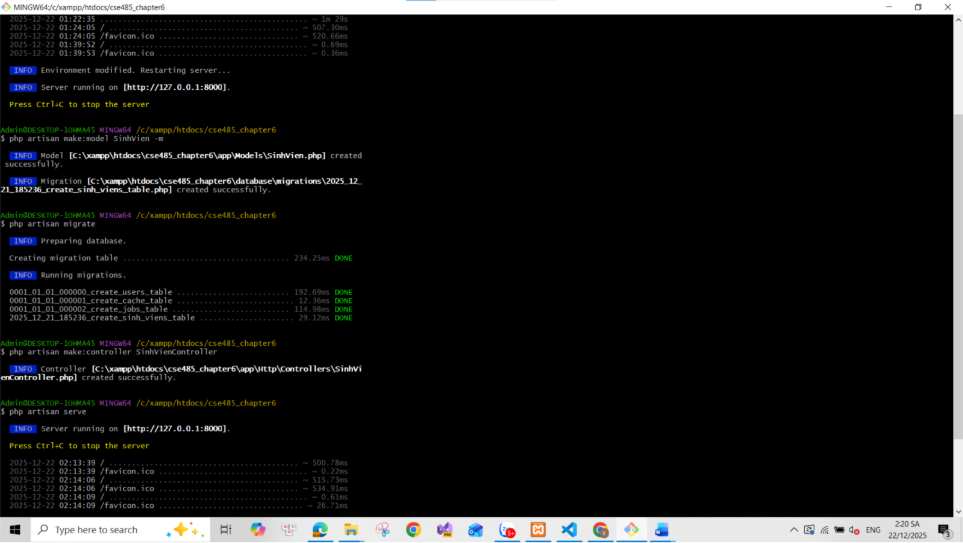 MINGW64:/c/xampp/htdocs/cse485_chapter6
2025-12-22 01:22:35 ................................................ ~ 1m 29s
2025-12-22 01:24:05 / ............................................. ~ 507.30ms
2025-12-22 01:24:05 /favicon.ico .................................. ~ 520.66ms
2025-12-22 01:39:52 / ............................................... ~ 0.69ms
2025-12-22 01:39:53 /favicon.ico .................................... ~ 0.36ms
INFO Environment modified. Restarting server...
INFO Server running on [http://127.0.0.1:8000].
Press Ctrl+C to stop the server
Admin@DESKTOP-1OHMA45 MINGW64 /c/xampp/htdocs/cse485_chapter6
$ php artisan make:model SinhVien -m
INFO Model [C:\xampp\htdocs\cse485_chapter6\app\Models\SinhVien.php] created
successfully.
INFO Migration [C:\xampp\htdocs\cse485_chapter6\database\migrations\2025_12_
21_185236_create_sinh_viens_table.php] created successfully.
Admin@DESKTOP-1OHMA45 MINGW64 /c/xampp/htdocs/cse485_chapter6
$ php artisan migrate
INFO Preparing database.
Creating migration table ...................................... 234.25ms DONE
INFO Running migrations.
0001_01_01_000000_create_users_table .......................... 192.69ms DONE
0001_01_01_000001_create_cache_table ........................... 12.36ms DONE
0001_01_01_000002_create_jobs_table ........................... 114.98ms DONE
2025_12_21_185236_create_sinh_viens_table ...................... 29.12ms DONE
Admin@DESKTOP-1OHMA45 MINGW64 /c/xampp/htdocs/cse485_chapter6
$ php artisan make:controller SinhVienController
INFO Controller [C:\xampp\htdocs\cse485_chapter6\app\Http\Controllers\SinhVi
enController.php] created successfully.
Admin@DESKTOP-1OHMA45 MINGW64 /c/xampp/htdocs/cse485_chapter6
$ php artisan serve
INFO Server running on [http://127.0.0.1:8000].
Press Ctrl+C to stop the server
2025-12-22 02:13:39 / ............................................. ~ 500.78ms
2025-12-22 02:13:39 /favicon.ico .................................... ~ 0.22ms
2025-12-22 02:14:06 / ............................................. ~ 515.73ms
2025-12-22 02:14:06 /favicon.ico .................................. ~ 534.91ms
2025-12-22 02:14:09 / ............................................... ~ 0.61ms
2025-12-22 02:14:09 /favicon.ico ................................... ~ 26.71ms
Type here to search
5+
ENG
2:20 SA
22/12/2025
3